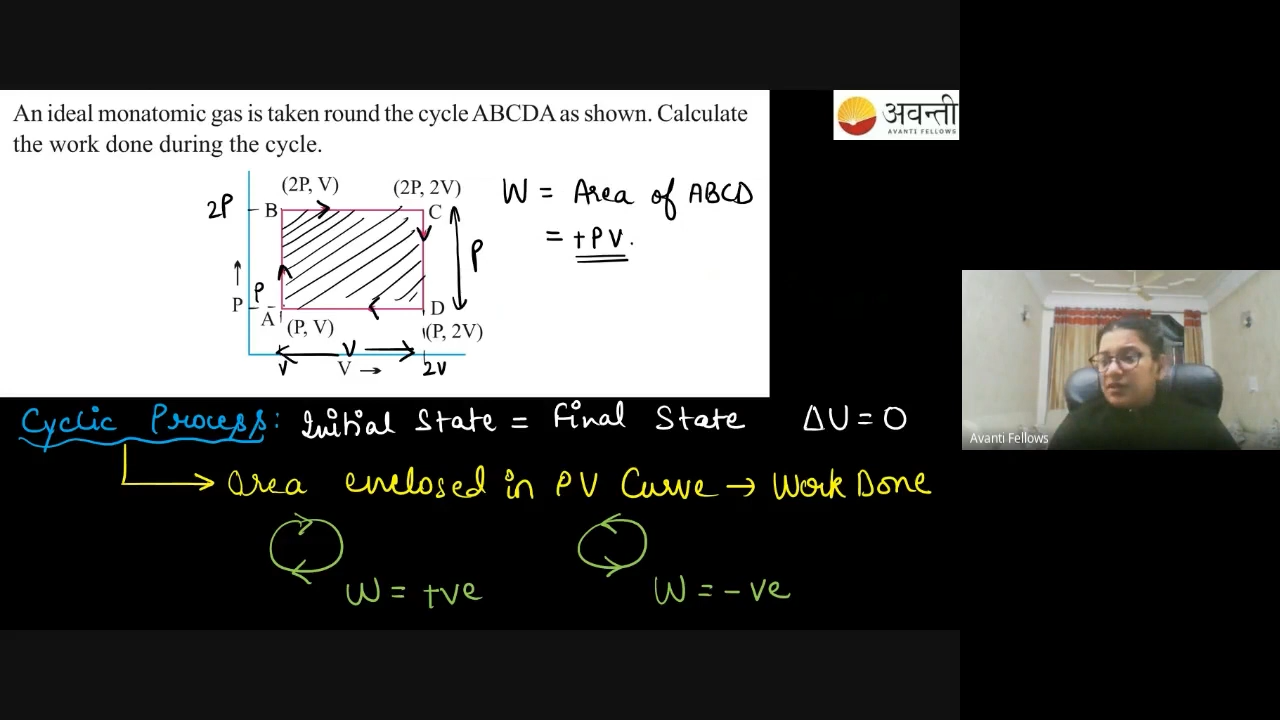 An ideal monatomic gas is taken round the cycle ABCDA as shown. Calculate
the work done during the cycle.
अवन्ती
AVANTI FELLOWS
(2P, V)
(2P, 2V)
W = Area of ABCD
2P
B
C
= +PV.
P
P
P
A
D
(P, V)
(P, 2V)
V
V
V →
2V
Cyclic Process: Initial State = Final State ΔU = 0
Area enclosed in PV Curve → Work Done
W = +ve
W = -ve
Avanti Fellows